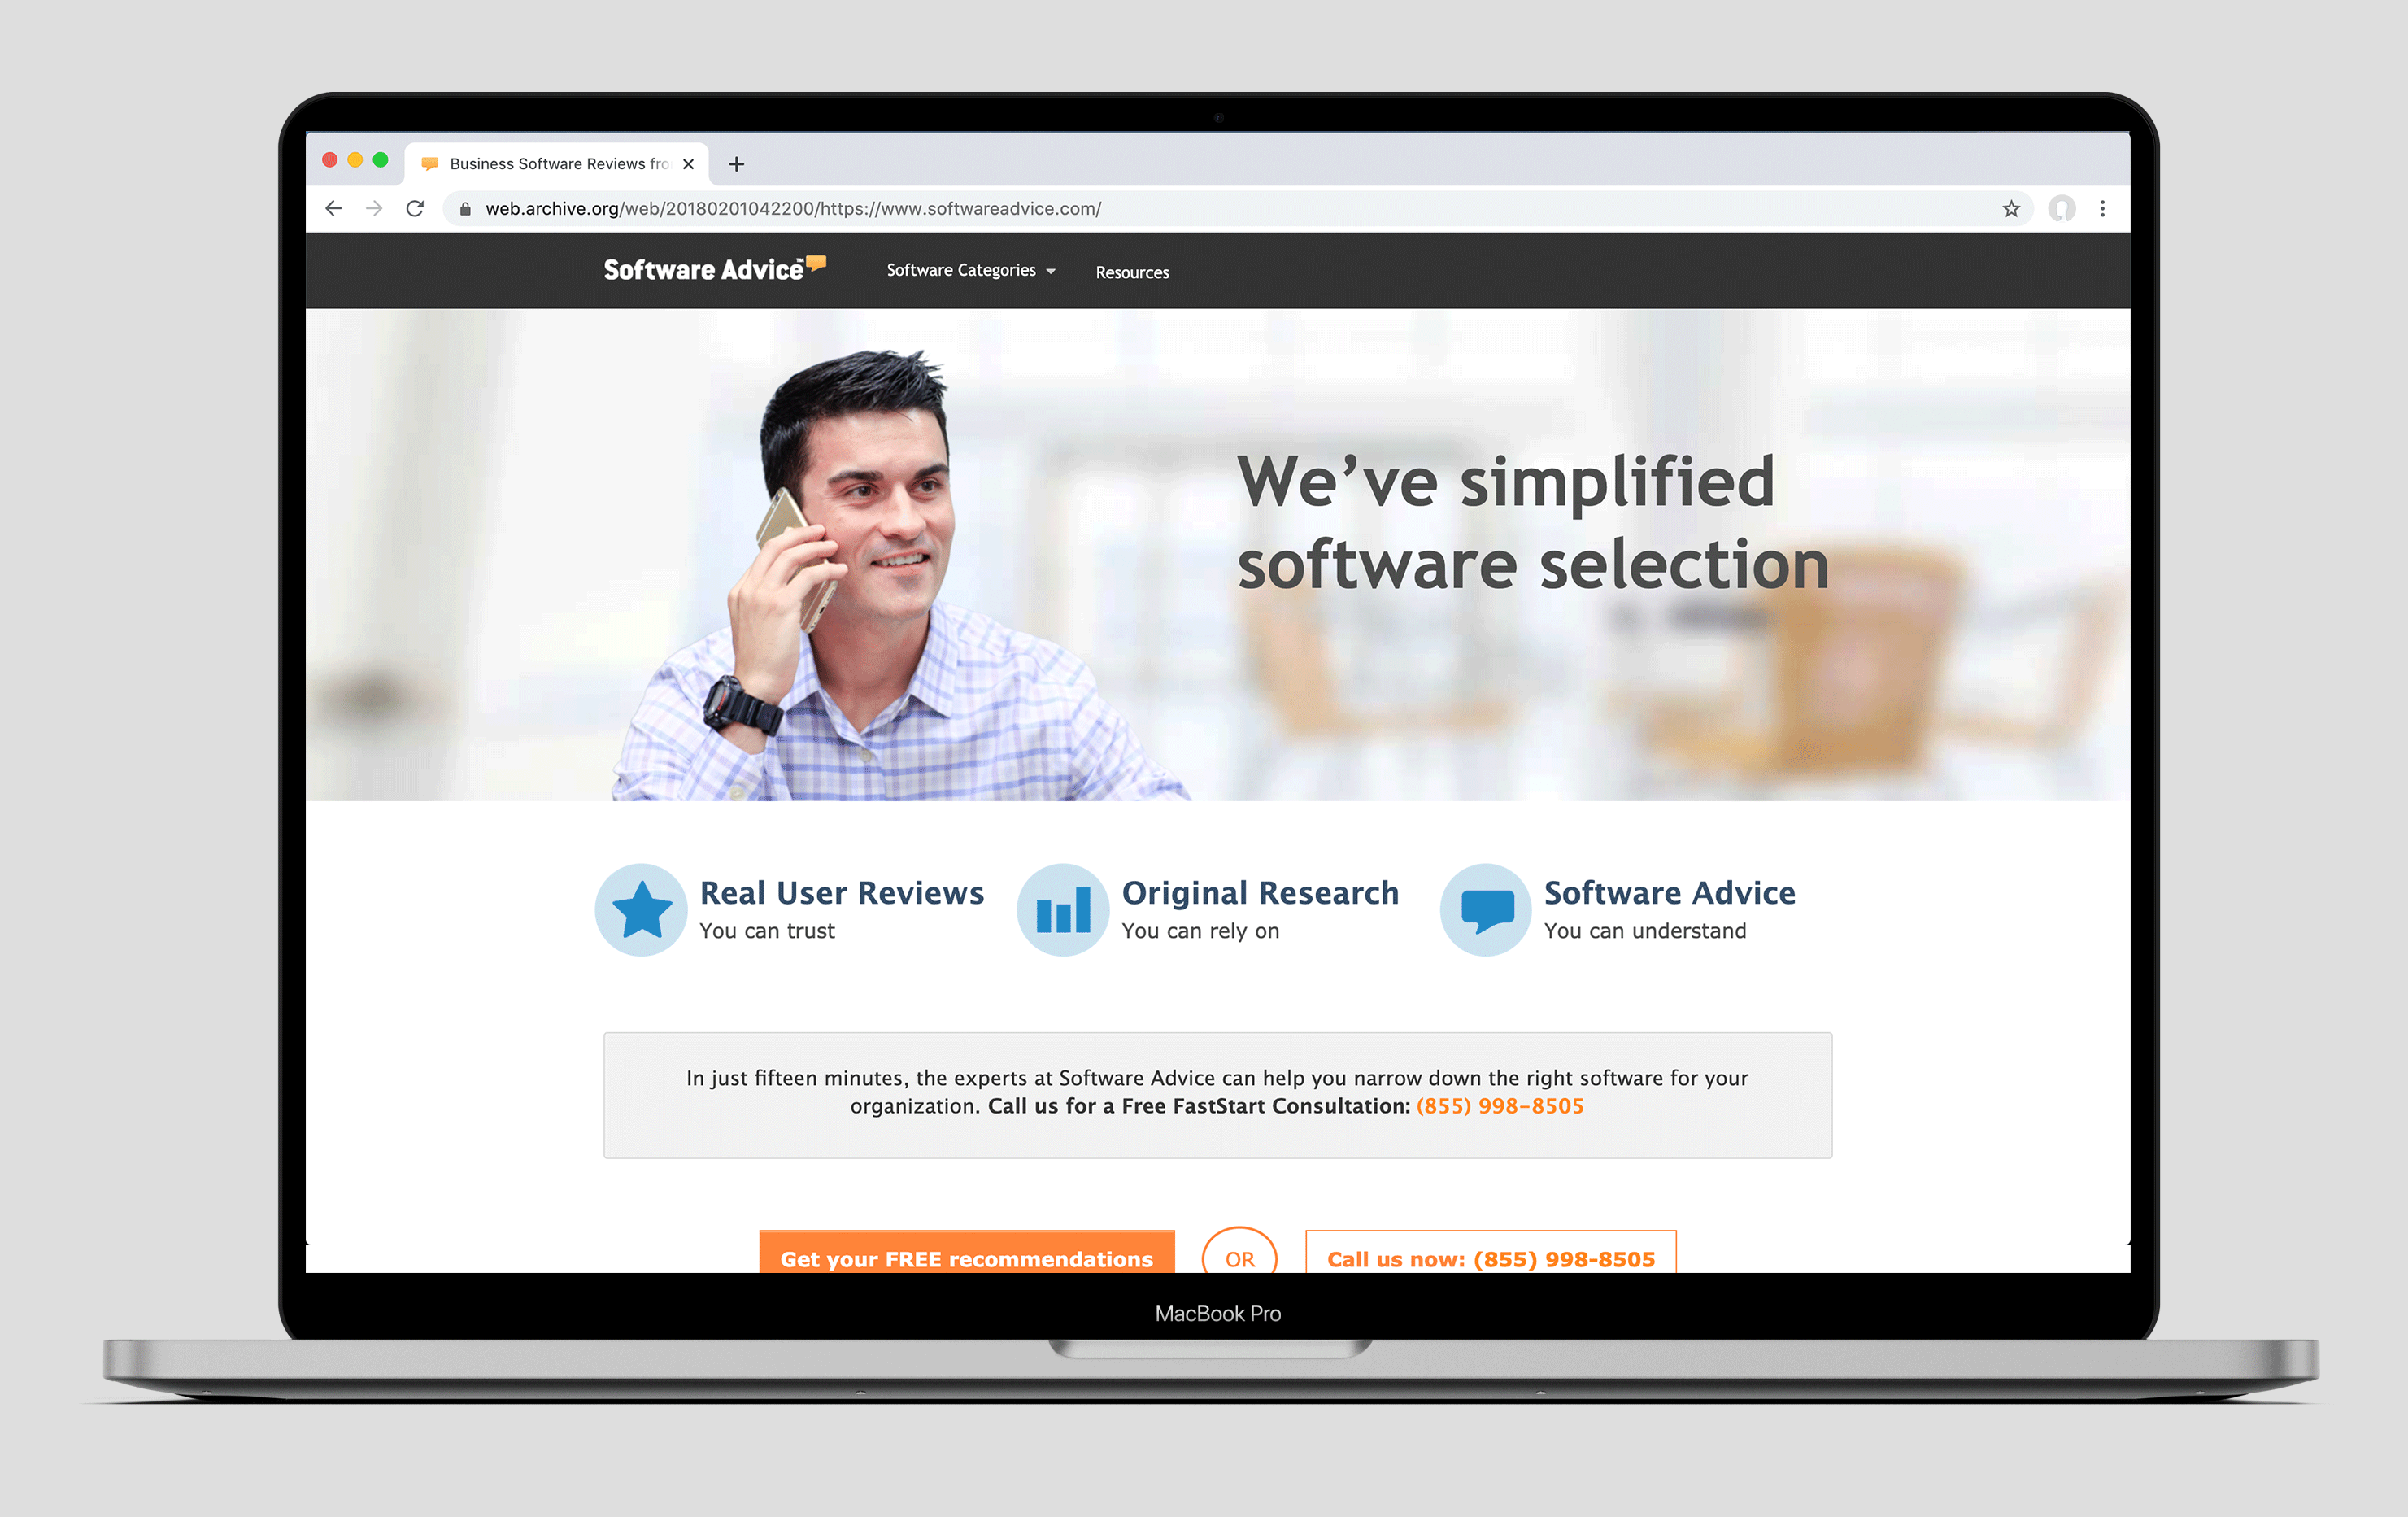 Business Software Reviews fro
web.archive.org/web/20180201042200/https://www.softwareadvice.com/
Software Advice™
Software Categories
Resources
We’ve simplified
software selection
Real User Reviews
You can trust
Original Research
You can rely on
Software Advice
You can understand
In just fifteen minutes, the experts at Software Advice can help you narrow down the right software for your
organization. Call us for a Free FastStart Consultation: (855) 998-8505
Get your FREE recommendations
OR
Call us now: (855) 998-8505
MacBook Pro